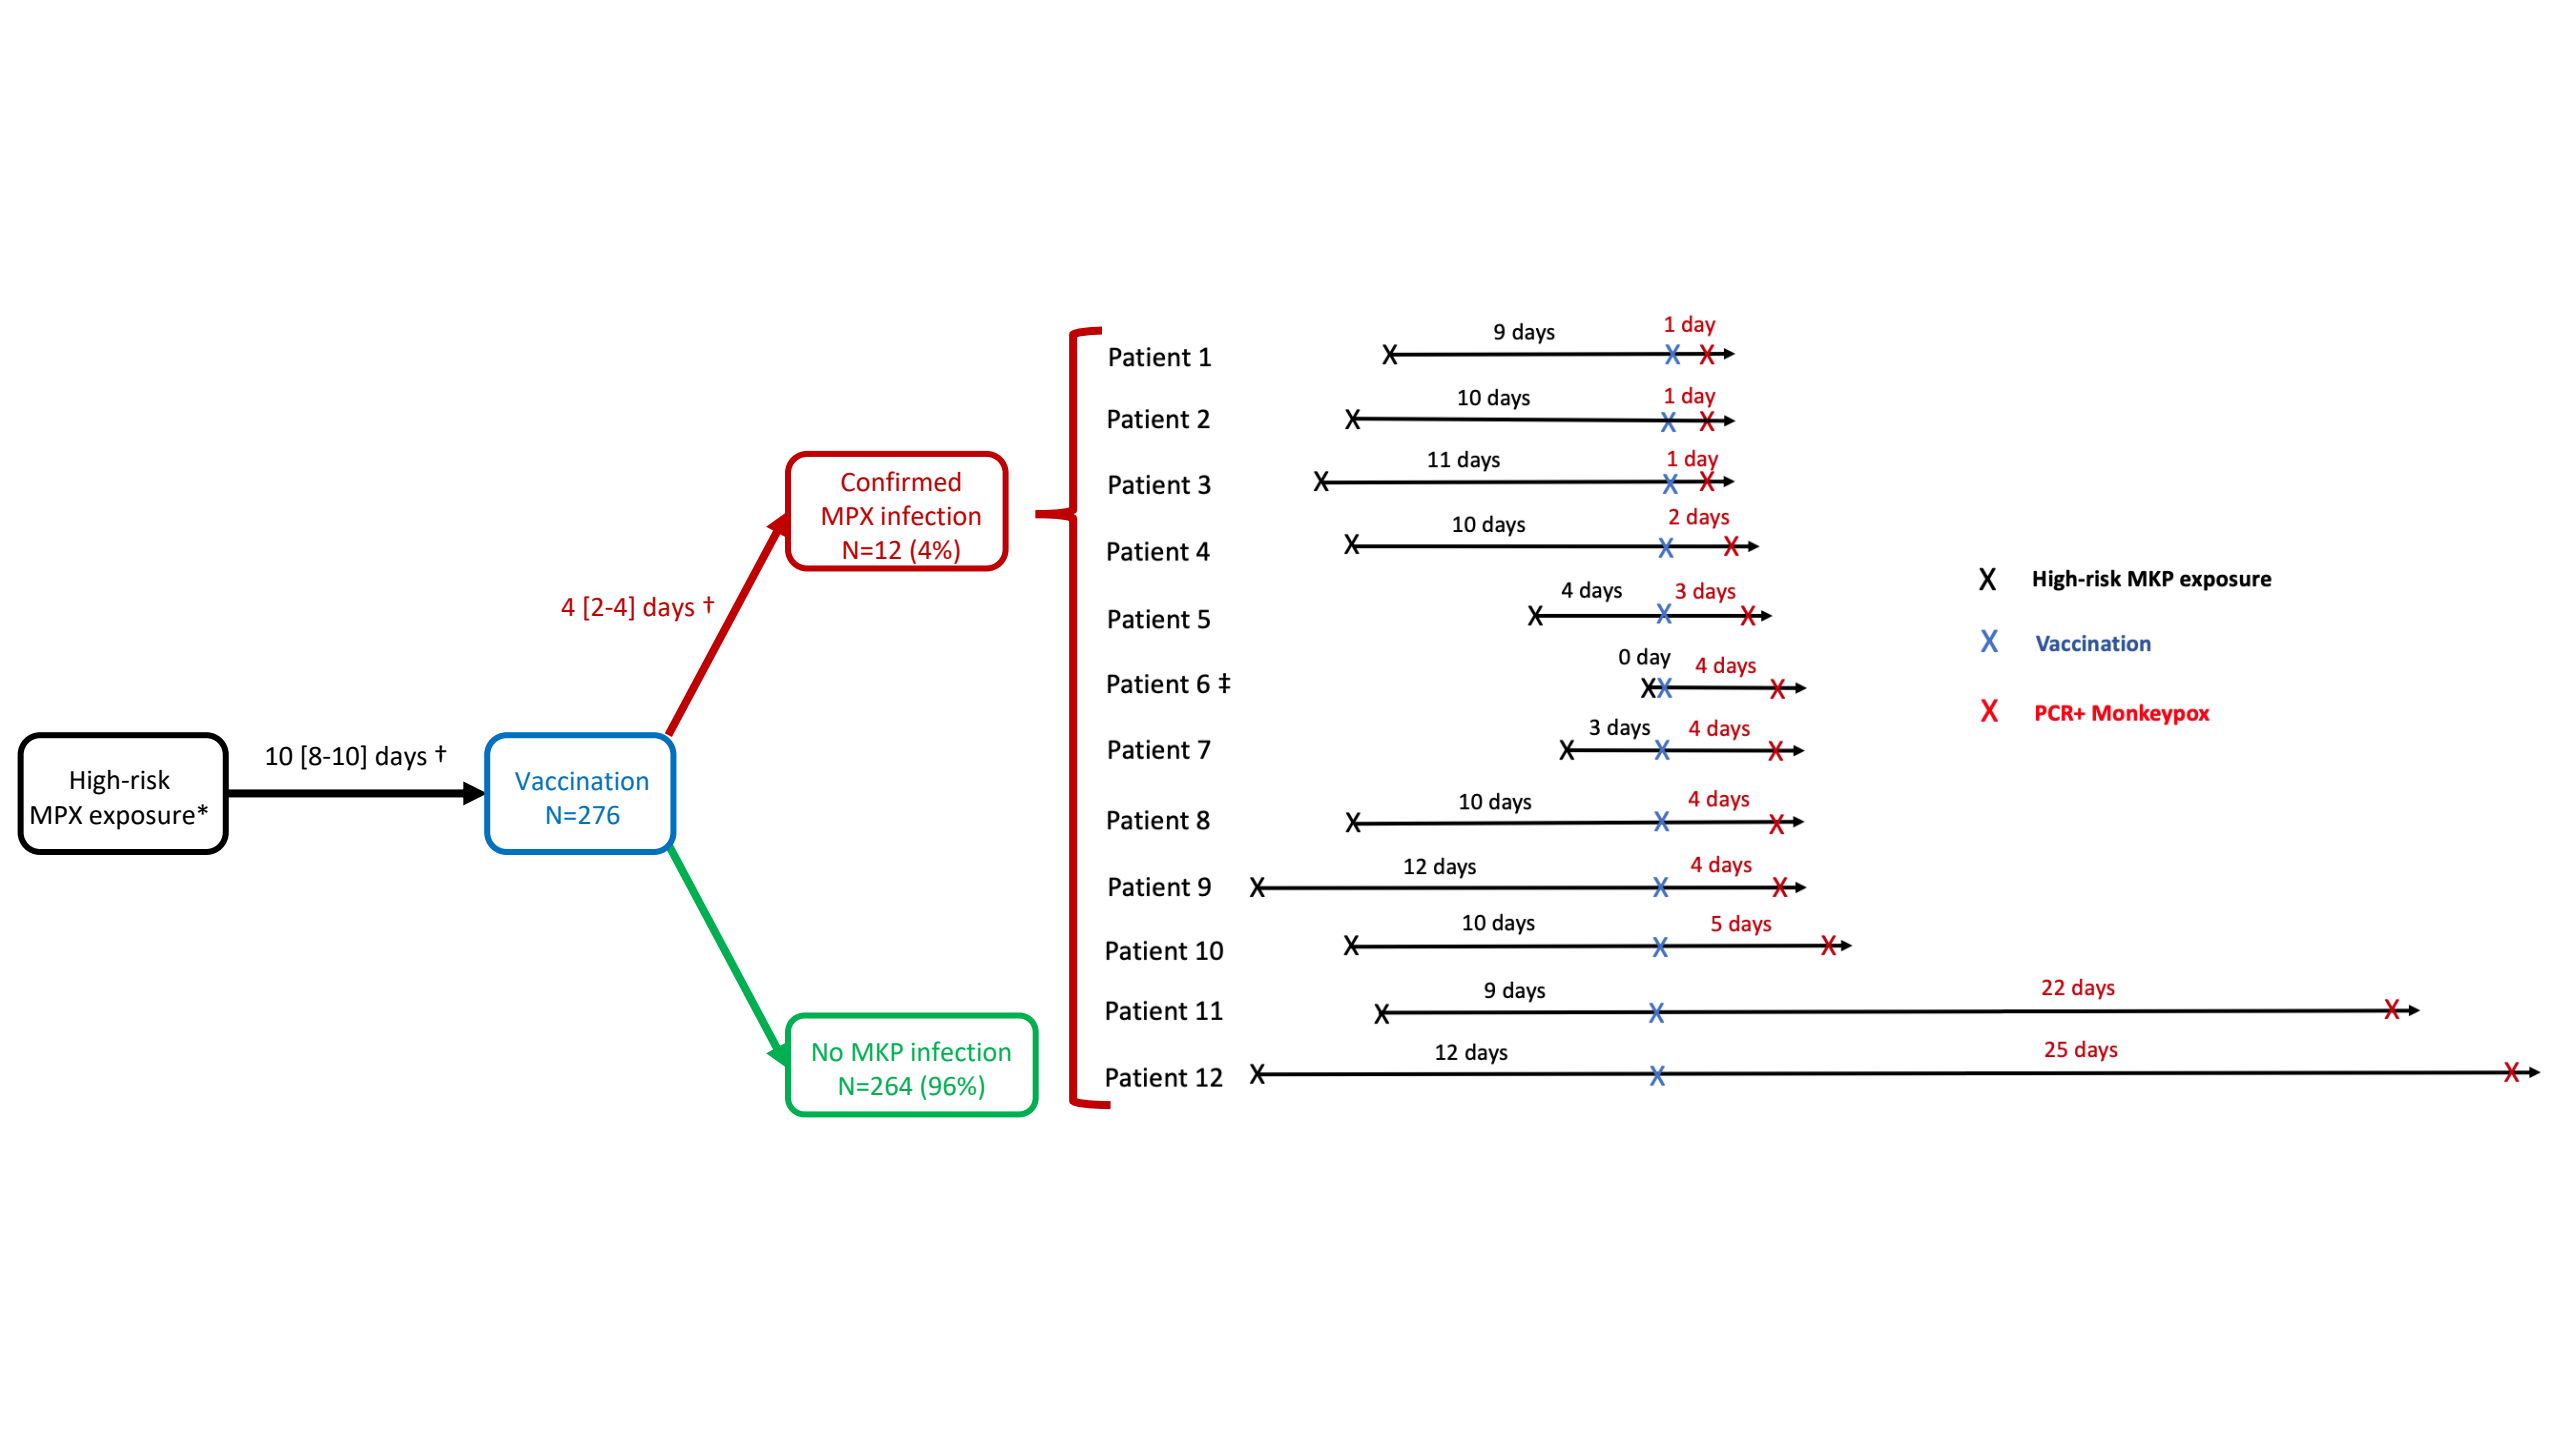 High-risk
MPX exposure*
10 [8-10] days †
Vaccination
N=276
4 [2-4] days †
Confirmed
MPX infection
N=12 (4%)
No MKP infection
N=264 (96%)
Patient 1
9 days
1 day
Patient 2
10 days
1 day
Patient 3
11 days
1 day
Patient 4
10 days
2 days
Patient 5
4 days
3 days
Patient 6 ‡
0 day
4 days
Patient 7
3 days
4 days
Patient 8
10 days
4 days
Patient 9
12 days
4 days
Patient 10
10 days
5 days
Patient 11
9 days
22 days
Patient 12
12 days
25 days
X High-risk MKP exposure
X Vaccination
X PCR+ Monkeypox